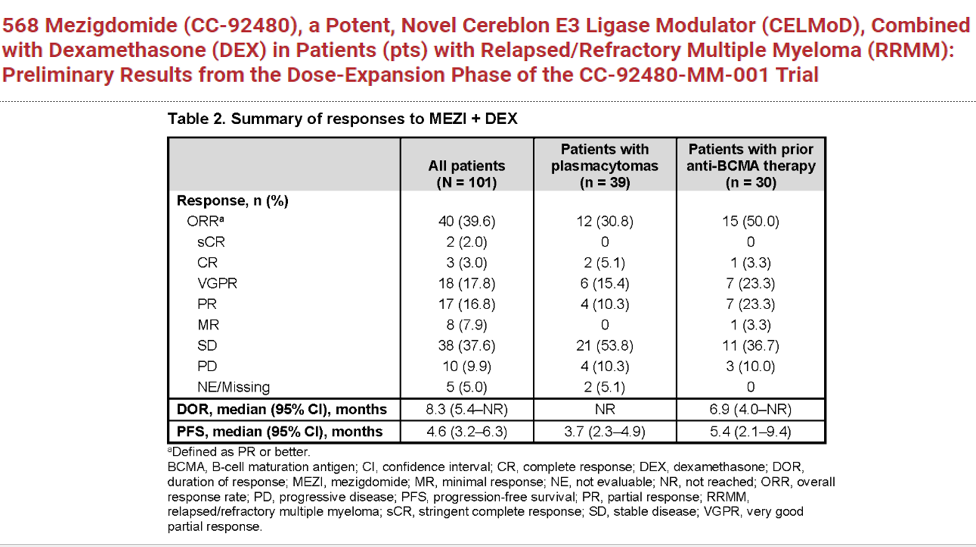 568 Mezigdomide (CC-92480), a Potent, Novel Cereblon E3 Ligase Modulator (CELMoD), Combined
with Dexamethasone (DEX) in Patients (pts) with Relapsed/Refractory Multiple Myeloma (RRMM):
Preliminary Results from the Dose-Expansion Phase of the CC-92480-MM-001 Trial
Table 2. Summary of responses to MEZI + DEX
All patients (N = 101) Patients with plasmacytomas (n = 39) Patients with prior anti-BCMA therapy (n = 30)
Response, n (%)
ORRª 40 (39.6) 12 (30.8) 15 (50.0)
sCR 2 (2.0) 0 0
CR 3 (3.0) 2 (5.1) 1 (3.3)
VGPR 18 (17.8) 6 (15.4) 7 (23.3)
PR 17 (16.8) 4 (10.3) 7 (23.3)
MR 8 (7.9) 0 1 (3.3)
SD 38 (37.6) 21 (53.8) 11 (36.7)
PD 10 (9.9) 4 (10.3) 3 (10.0)
NE/Missing 5 (5.0) 2 (5.1) 0
DOR, median (95% CI), months 8.3 (5.4–NR) NR 6.9 (4.0–NR)
PFS, median (95% CI), months 4.6 (3.2–6.3) 3.7 (2.3–4.9) 5.4 (2.1–9.4)
ªDefined as PR or better.
BCMA, B-cell maturation antigen; CI, confidence interval; CR, complete response; DEX, dexamethasone; DOR,
duration of response; MEZI, mezigdomide; MR, minimal response; NE, not evaluable; NR, not reached; ORR, overall
response rate; PD, progressive disease; PFS, progression-free survival; PR, partial response; RRMM,
relapsed/refractory multiple myeloma; sCR, stringent complete response; SD, stable disease; VGPR, very good
partial response.